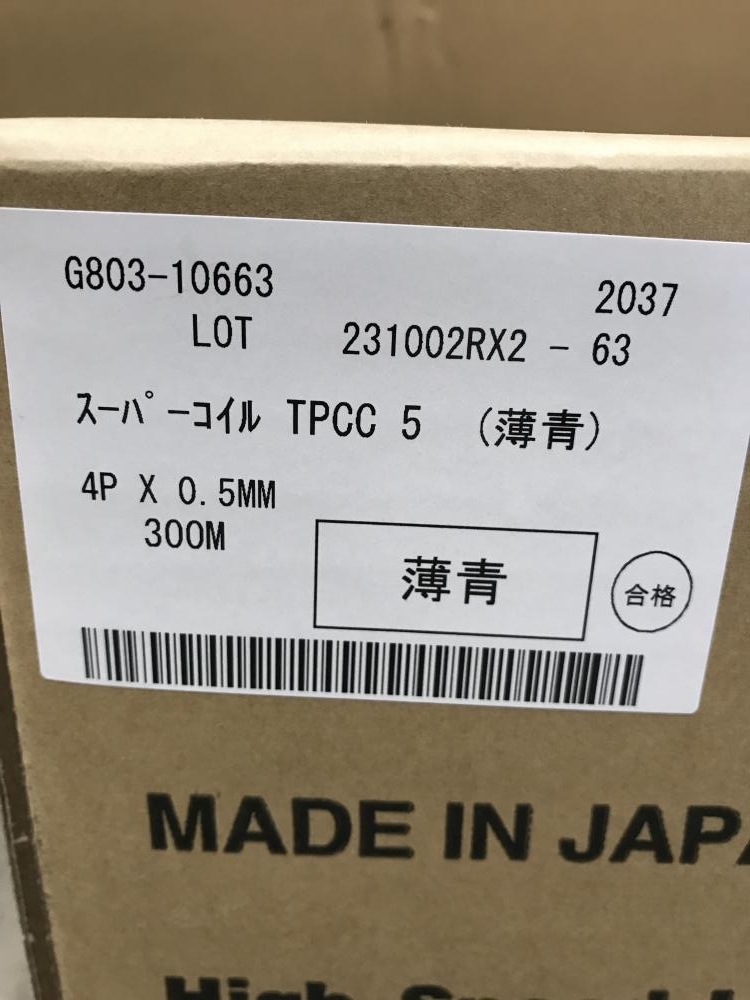 G803-10663 2037
LOT 231002RX2 - 63
ｽｰﾊﾟｰｺｲﾙ TPCC 5 (薄青)
4P X 0.5MM
300M
薄青
合格
MADE IN JAPA
High